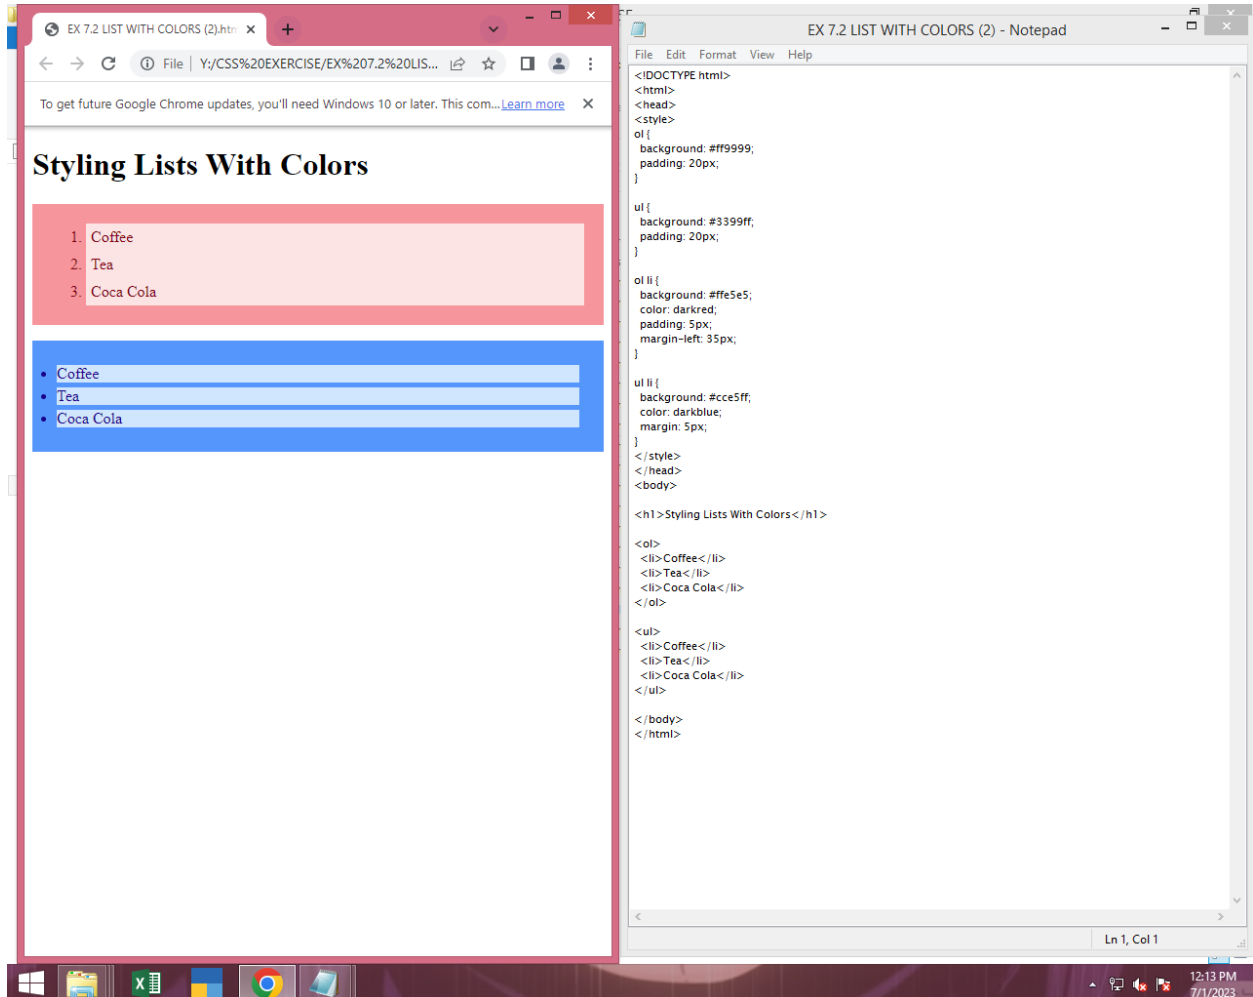 EX 7.2 LIST WITH COLORS (2).htm
File | Y:/CSS%20EXERCISE/EX%207.2%20LIS...
To get future Google Chrome updates, you'll need Windows 10 or later. This com... Learn more
Styling Lists With Colors
1. Coffee
2. Tea
3. Coca Cola
• Coffee
• Tea
• Coca Cola
EX 7.2 LIST WITH COLORS (2) - Notepad
File Edit Format View Help
<!DOCTYPE html>
<html>
<head>
<style>
ol {
  background: #ff9999;
  padding: 20px;
}

ul {
  background: #3399ff;
  padding: 20px;
}

ol li {
  background: #ffe5e5;
  color: darkred;
  padding: 5px;
  margin-left: 35px;
}

ul li {
  background: #cce5ff;
  color: darkblue;
  margin: 5px;
}
</style>
</head>
<body>

<h1>Styling Lists With Colors</h1>

<ol>
  <li>Coffee</li>
  <li>Tea</li>
  <li>Coca Cola</li>
</ol>

<ul>
  <li>Coffee</li>
  <li>Tea</li>
  <li>Coca Cola</li>
</ul>

</body>
</html>
Ln 1, Col 1
12:13 PM
7/1/2023